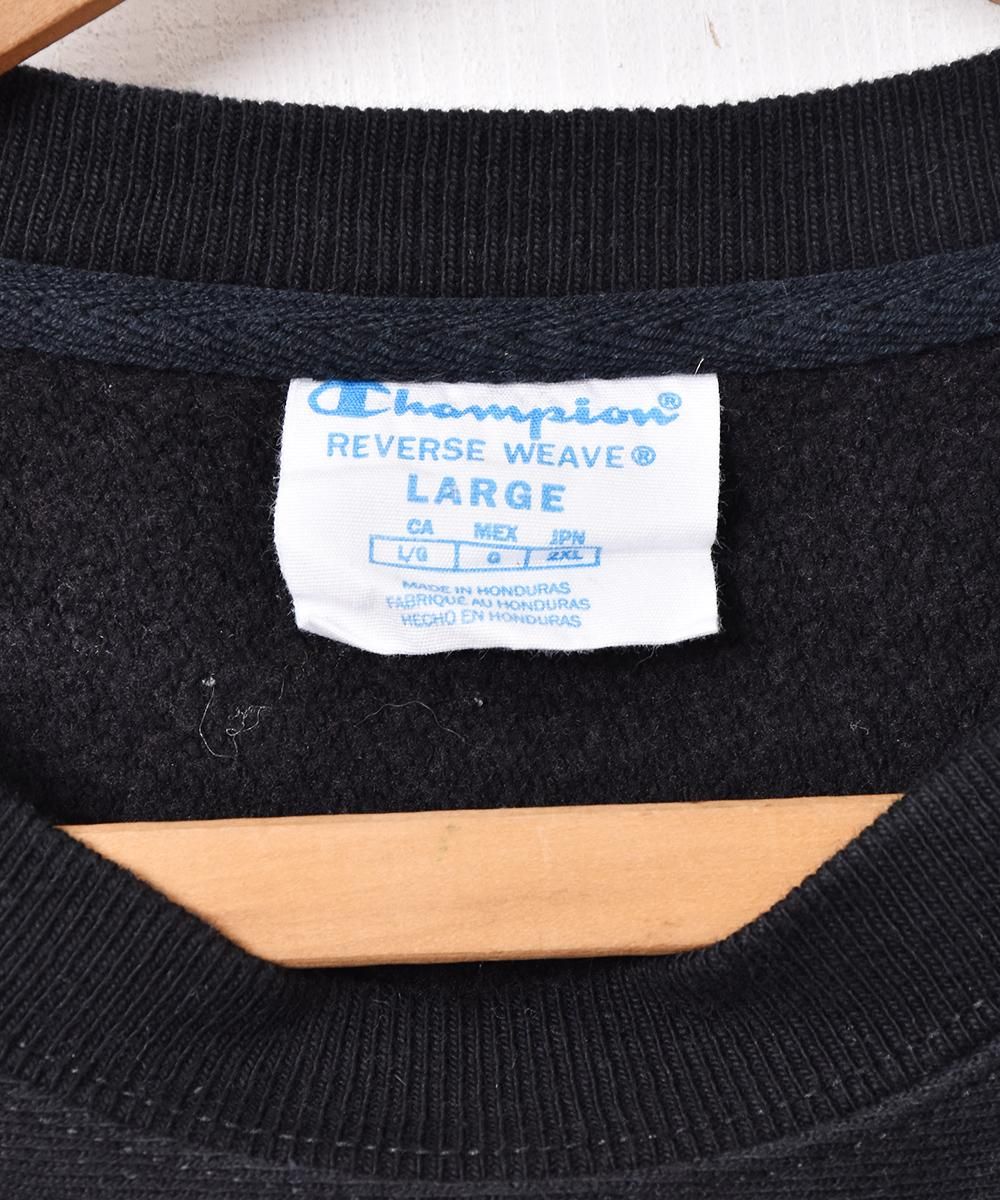 Champion®
REVERSE WEAVE®
LARGE
CA MEX JPN
L/G G 2XL
MADE IN HONDURAS
FABRIQUE AU HONDURAS
HECHO EN HONDURAS